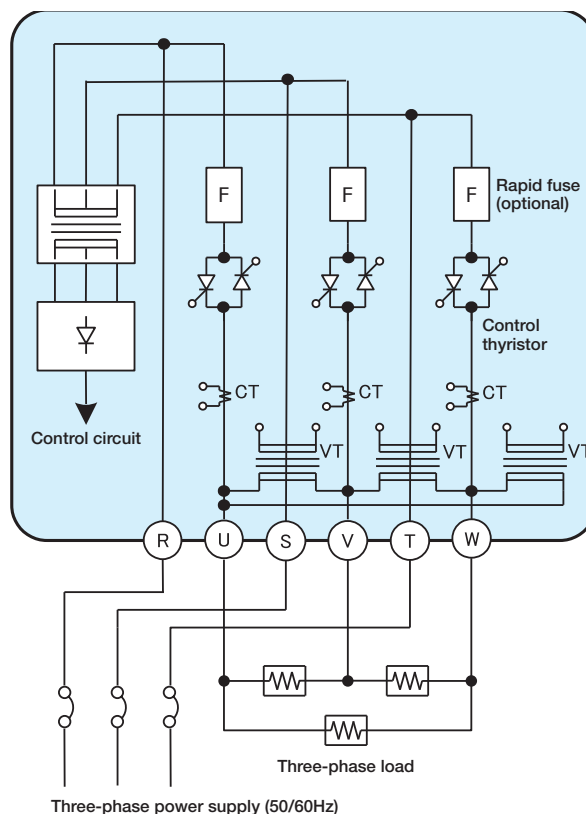 F
F
F
Rapid fuse
(optional)
Control
thyristor
CT
CT
CT
Control circuit
VT
VT
VT
R
U
S
V
T
W
Three-phase load
Three-phase power supply (50/60Hz)